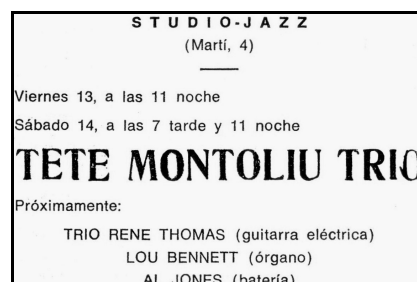 STUDIO-JAZZ
(Martí, 4)
Viernes 13, a las 11 noche
Sábado 14, a las 7 tarde y 11 noche
TETE MONTOLIU TRIO
Próximamente:
TRIO RENE THOMAS (guitarra eléctrica)
LOU BENNETT (órgano)
AL JONES (batería)